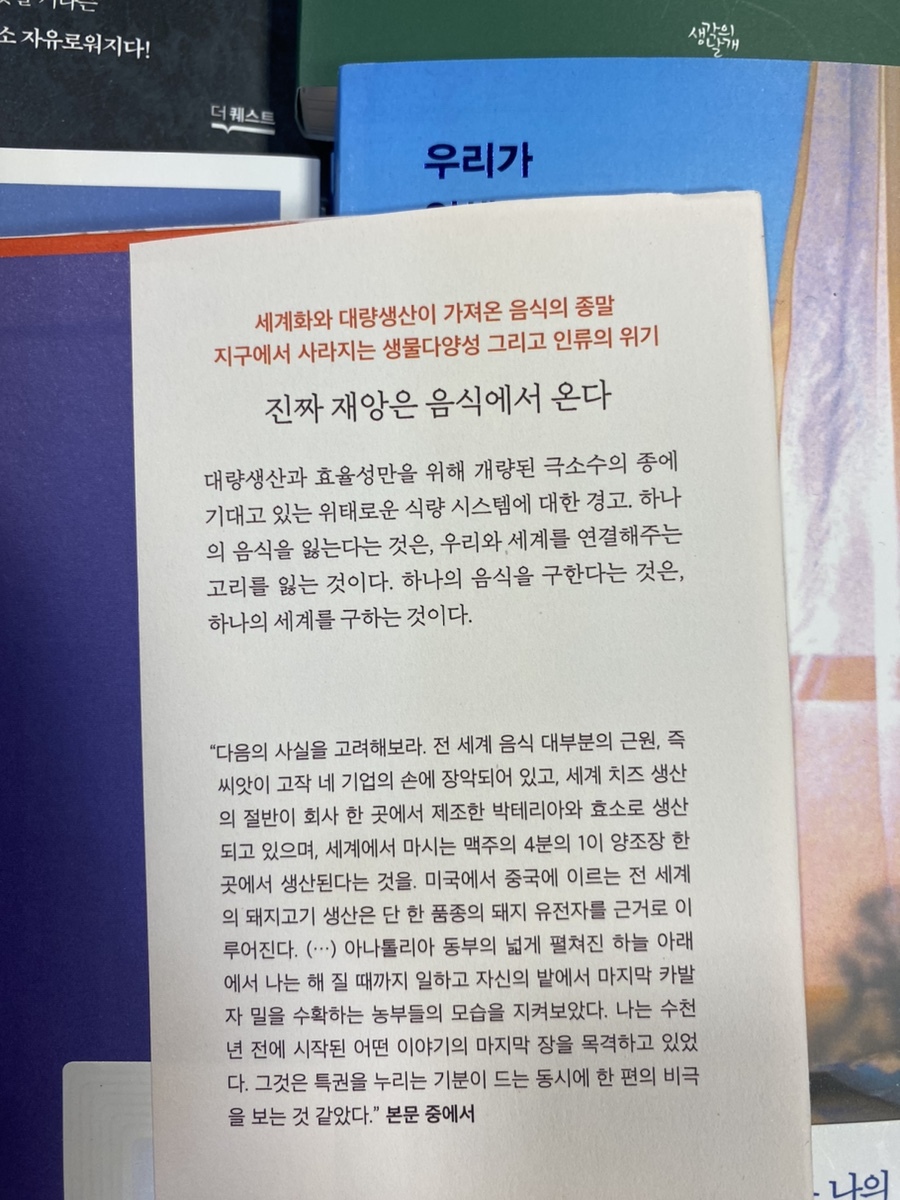 소 자유로워지다!
더 퀘스트
생각의
날개
우리가
세계화와 대량생산이 가져온 음식의 종말
지구에서 사라지는 생물다양성 그리고 인류의 위기
진짜 재앙은 음식에서 온다
대량생산과 효율성만을 위해 개량된 극소수의 종에
기대고 있는 위태로운 식량 시스템에 대한 경고. 하나
의 음식을 잃는다는 것은, 우리와 세계를 연결해주는
고리를 잃는 것이다. 하나의 음식을 구한다는 것은,
하나의 세계를 구하는 것이다.
“다음의 사실을 고려해보라. 전 세계 음식 대부분의 근원, 즉
씨앗이 고작 네 기업의 손에 장악되어 있고, 세계 치즈 생산
의 절반이 회사 한 곳에서 제조한 박테리아와 효소로 생산
되고 있으며, 세계에서 마시는 맥주의 4분의 1이 양조장 한
곳에서 생산된다는 것을. 미국에서 중국에 이르는 전 세계
의 돼지고기 생산은 단 한 품종의 돼지 유전자를 근거로 이
루어진다. (…) 아나톨리아 동부의 넓게 펼쳐진 하늘 아래
에서 나는 해 질 때까지 일하고 자신의 밭에서 마지막 카발
자 밀을 수확하는 농부들의 모습을 지켜보았다. 나는 수천
년 전에 시작된 어떤 이야기의 마지막 장을 목격하고 있었
다. 그것은 특권을 누리는 기분이 드는 동시에 한 편의 비극
을 보는 것 같았다.” 본문 중에서
나의